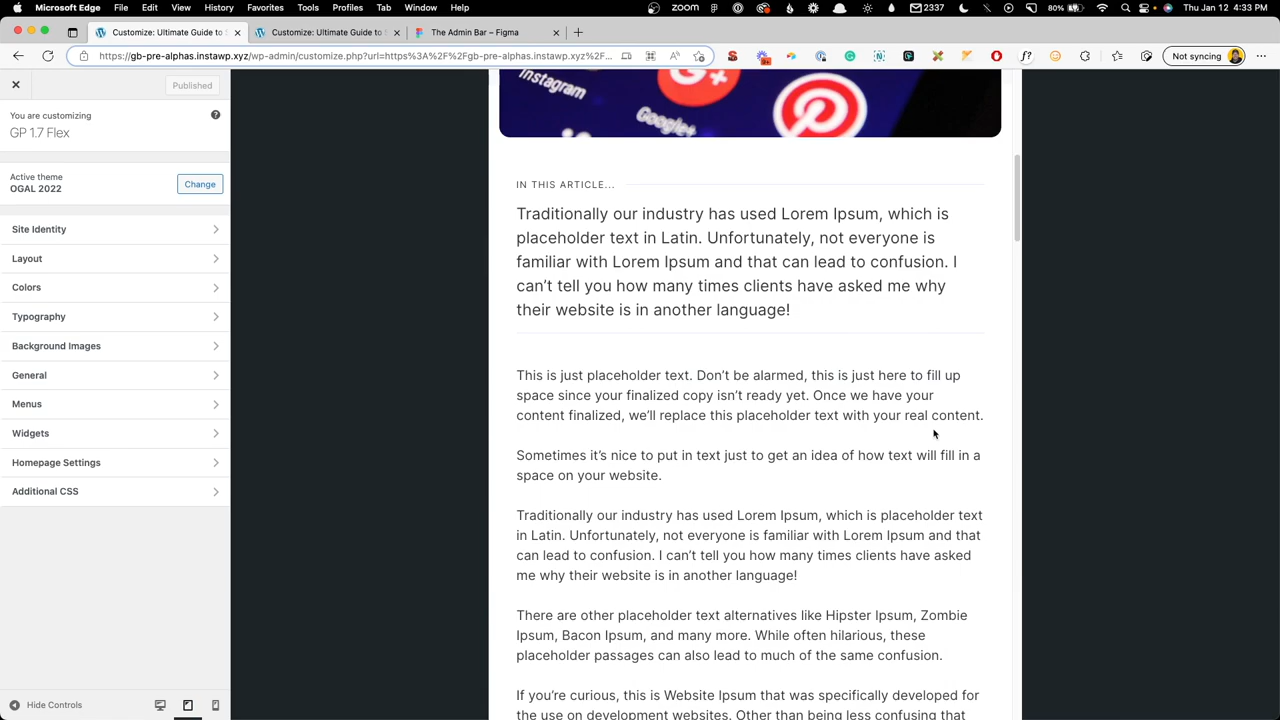 Microsoft Edge File Edit View History Favorites Tools Profiles Tab Window Help zoom 2337 80% Thu Jan 12 4:33 PM
Customize: Ultimate Guide to S
Customize: Ultimate Guide to S
The Admin Bar – Figma
https://gb-pre-alphas.instawp.xyz/wp-admin/customize.php?url=https%3A%2F%2Fgb-pre-alphas.instawp.xyz%2F...
Not syncing
Published
You are customizing
GP 1.7 Flex
Active theme
OGAL 2022
Change
Site Identity
Layout
Colors
Typography
Background Images
General
Menus
Widgets
Homepage Settings
Additional CSS
Hide Controls
Instagram
G+
Google+
IN THIS ARTICLE...
Traditionally our industry has used Lorem Ipsum, which is
placeholder text in Latin. Unfortunately, not everyone is
familiar with Lorem Ipsum and that can lead to confusion. I
can’t tell you how many times clients have asked me why
their website is in another language!
This is just placeholder text. Don’t be alarmed, this is just here to fill up
space since your finalized copy isn’t ready yet. Once we have your
content finalized, we’ll replace this placeholder text with your real content.
Sometimes it’s nice to put in text just to get an idea of how text will fill in a
space on your website.
Traditionally our industry has used Lorem Ipsum, which is placeholder text
in Latin. Unfortunately, not everyone is familiar with Lorem Ipsum and that
can lead to confusion. I can’t tell you how many times clients have asked
me why their website is in another language!
There are other placeholder text alternatives like Hipster Ipsum, Zombie
Ipsum, Bacon Ipsum, and many more. While often hilarious, these
placeholder passages can also lead to much of the same confusion.
If you’re curious, this is Website Ipsum that was specifically developed for
the use on development websites. Other than being less confusing that